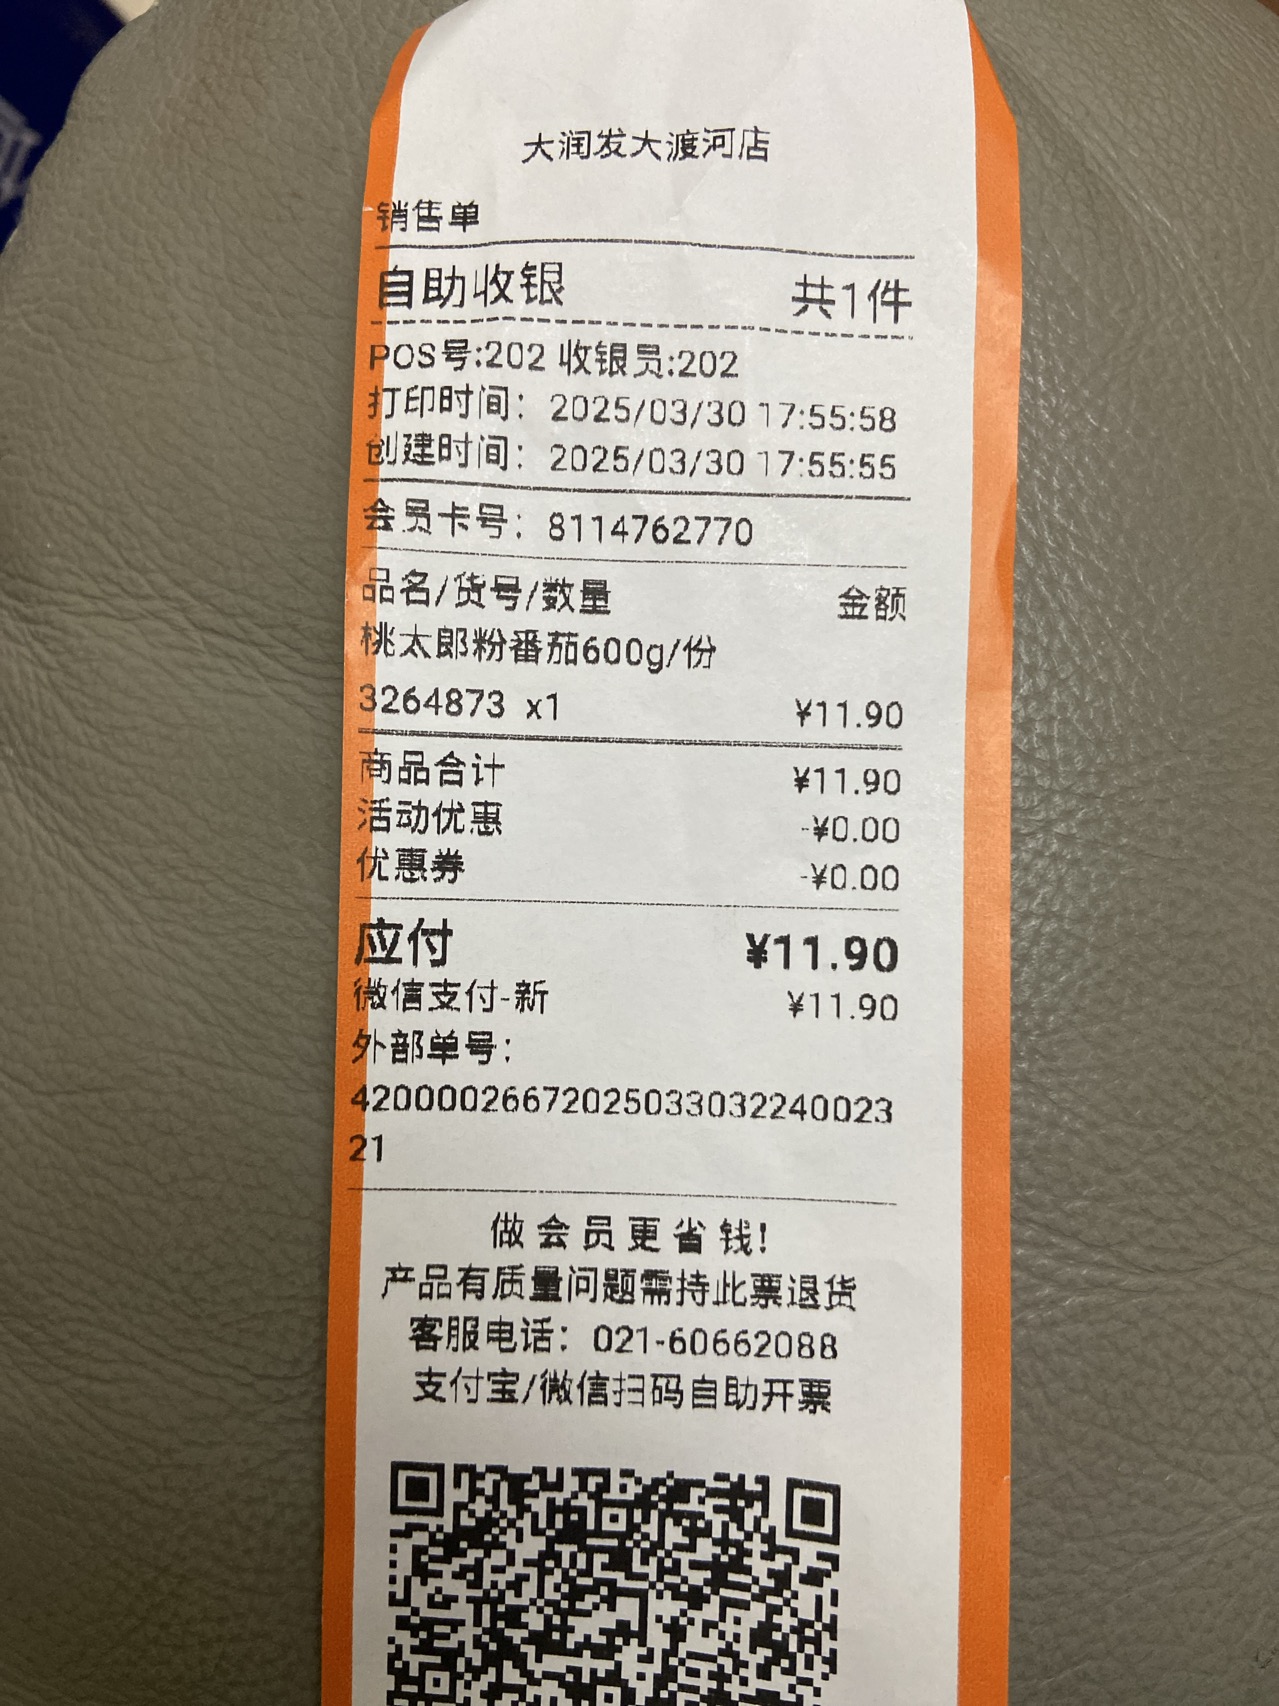 大润发大渡河店
销售单
自助收银 共1件
POS号:202 收银员:202
打印时间：2025/03/30 17:55:58
创建时间：2025/03/30 17:55:55
会员卡号：8114762770
品名/货号/数量 金额
桃太郎粉番茄600g/份
3264873 x1 ¥11.90
商品合计 ¥11.90
活动优惠 -¥0.00
优惠券 -¥0.00
应付 ¥11.90
微信支付-新 ¥11.90
外部单号：
42000026672025033032240023
21
做会员更省钱!
产品有质量问题需持此票退货
客服电话：021-60662088
支付宝/微信扫码自助开票